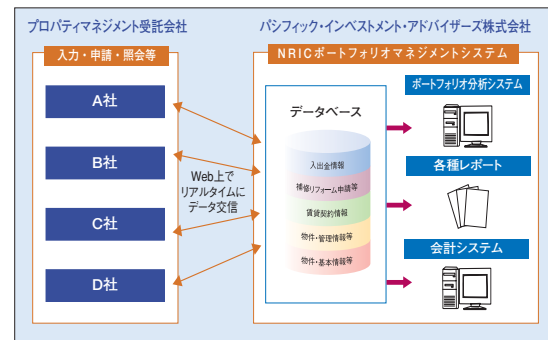 プロパティマネジメント受託会社
入力・申請・照会等
A社
B社
C社
D社
Web上で
リアルタイムに
データ交信
パシフィック・インベストメント・アドバイザーズ株式会社
NRICポートフォリオマネジメントシステム
データベース
入出金情報
補修リフォーム申請等
賃貸契約情報
物件・管理情報等
物件・基本情報等
ポートフォリオ分析システム
各種レポート
会計システム